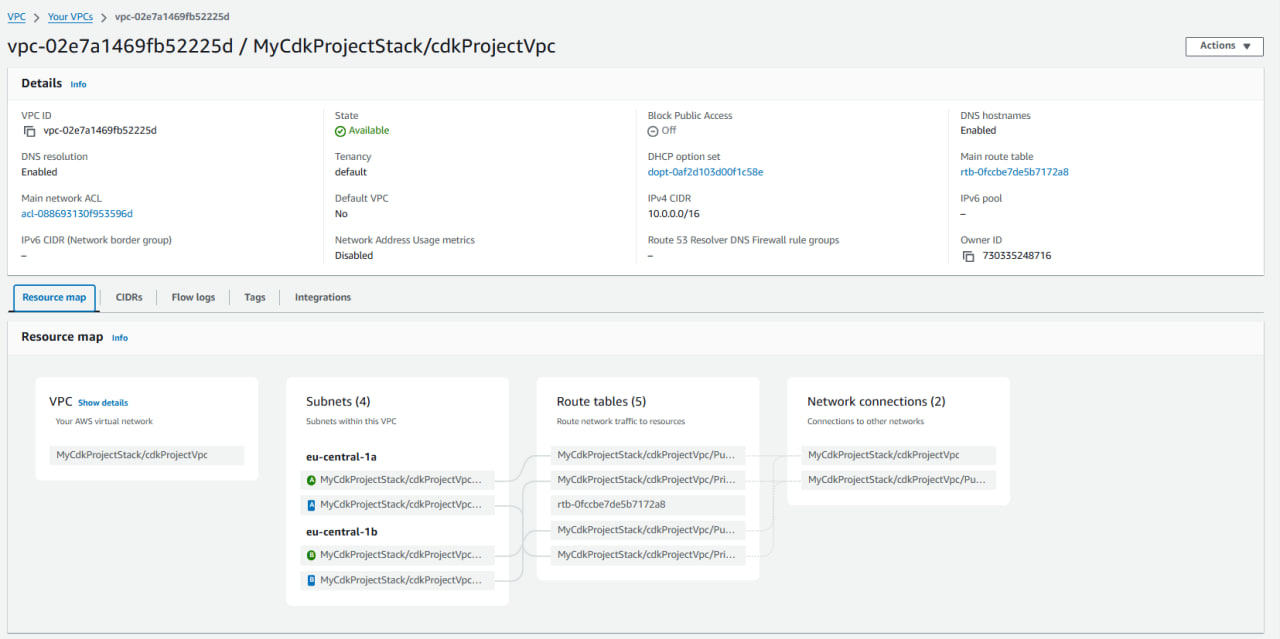 VPC > Your VPCs > vpc-02e7a1469fb52225d
vpc-02e7a1469fb52225d / MyCdkProjectStack/cdkProjectVpc
Actions ▼
Details Info
VPC ID
vpc-02e7a1469fb52225d
State
Available
Block Public Access
Off
DNS hostnames
Enabled
DNS resolution
Enabled
Tenancy
default
DHCP option set
dopt-0af2d103d00f1c58e
Main route table
rtb-0fccbe7de5b7172a8
Main network ACL
acl-088693130f953596d
Default VPC
No
IPv4 CIDR
10.0.0.0/16
IPv6 pool
–
IPv6 CIDR (Network border group)
–
Network Address Usage metrics
Disabled
Route 53 Resolver DNS Firewall rule groups
–
Owner ID
730335248716
Resource map
CIDRs
Flow logs
Tags
Integrations
Resource map Info
VPC Show details
Your AWS virtual network
MyCdkProjectStack/cdkProjectVpc
Subnets (4)
Subnets within this VPC
eu-central-1a
A MyCdkProjectStack/cdkProjectVpc...
A MyCdkProjectStack/cdkProjectVpc...
eu-central-1b
B MyCdkProjectStack/cdkProjectVpc...
B MyCdkProjectStack/cdkProjectVpc...
Route tables (5)
Route network traffic to resources
MyCdkProjectStack/cdkProjectVpc/Pu...
MyCdkProjectStack/cdkProjectVpc/Pri...
rtb-0fccbe7de5b7172a8
MyCdkProjectStack/cdkProjectVpc/Pu...
MyCdkProjectStack/cdkProjectVpc/Pri...
Network connections (2)
Connections to other networks
MyCdkProjectStack/cdkProjectVpc
MyCdkProjectStack/cdkProjectVpc/Pu...